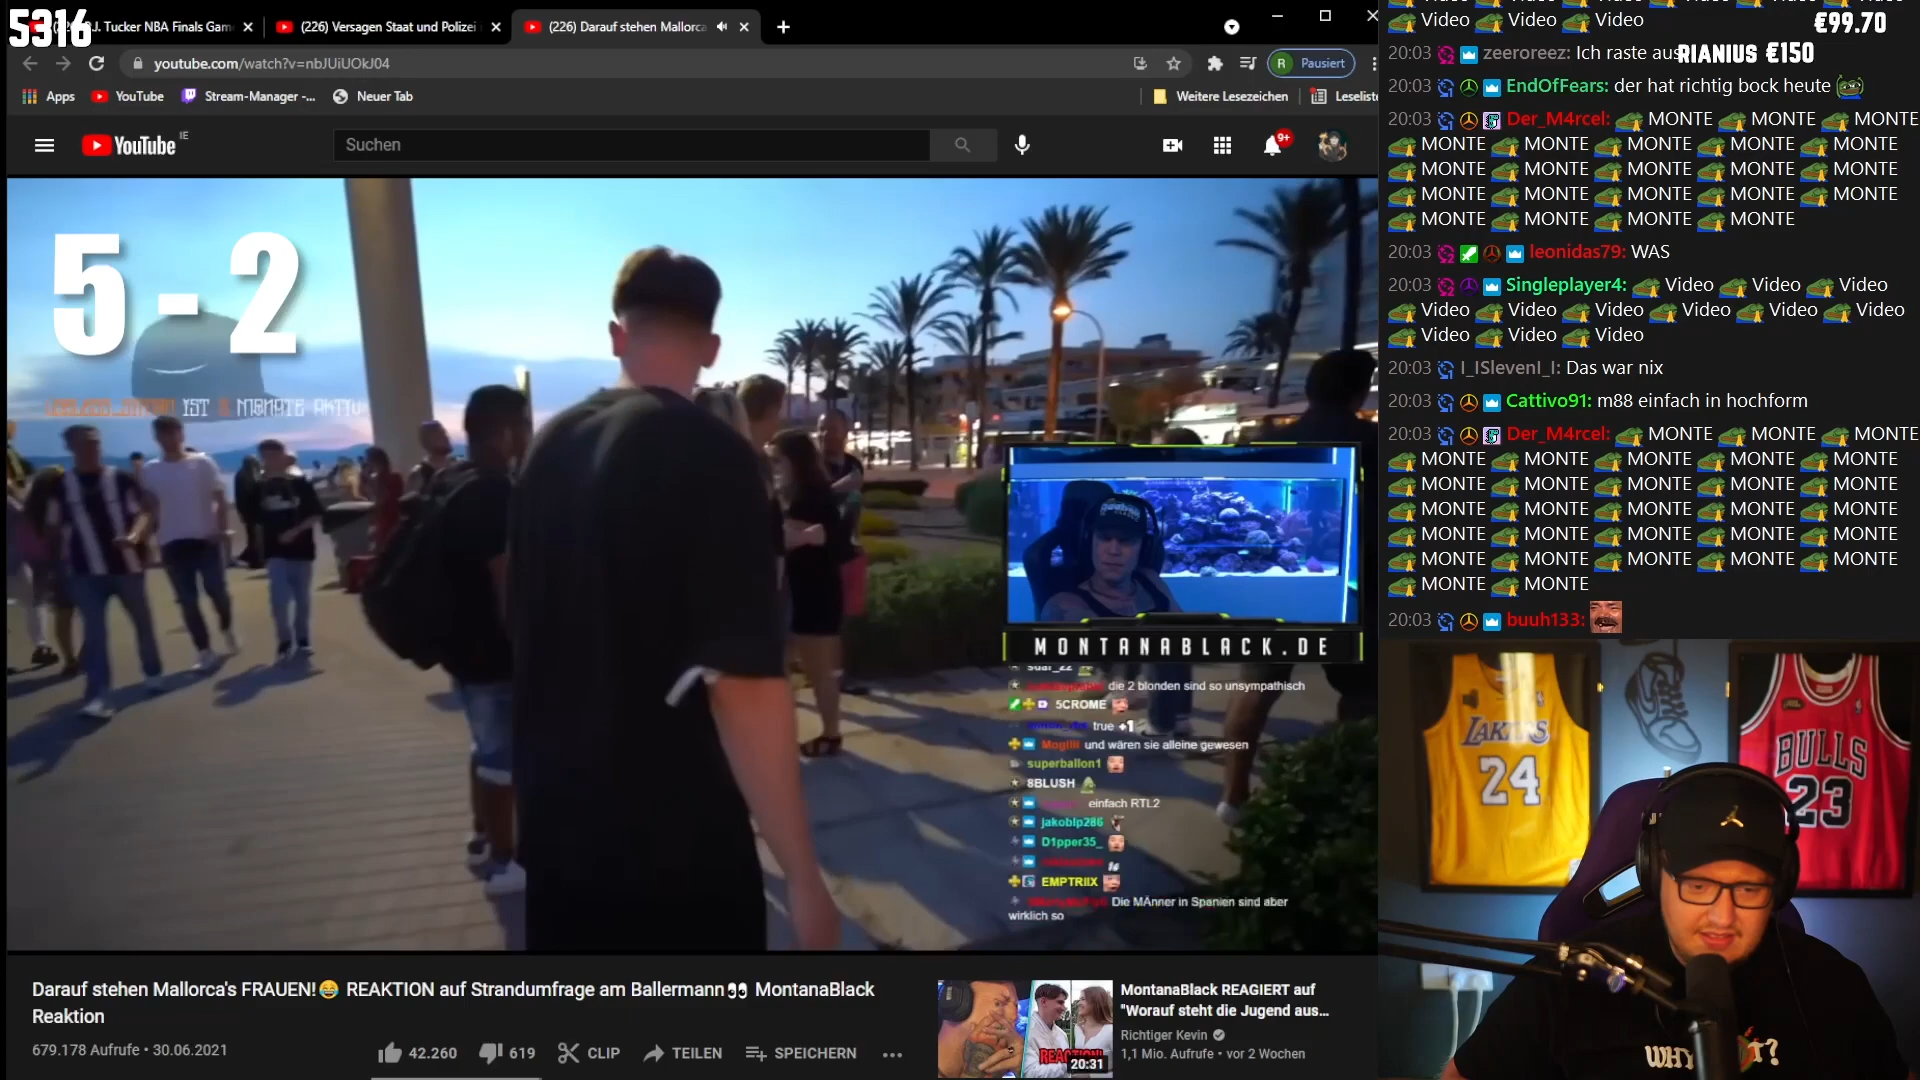 5316
J. Tucker NBA Finals Gam
(226) Versagen Staat und Polizei
(226) Darauf stehen Mallorca
youtube.com/watch?v=nbJUiUOkJ04
R Pausiert
Apps
YouTube
Stream-Manager -...
Neuer Tab
Weitere Lesezeichen
Leseliste
YouTube IE
Suchen
9+
5 - 2
IST
MONATE AKTIV
MONTANABLACK.DE
die 2 blonden sind so unsympathisch
5CROME
true +1
Mogilli und wären sie alleine gewesen
superballon1
8BLUSH
einfach RTL2
jakoblp286
D1pper35_
EMPTRIIX
Die MÄnner in Spanien sind aber
wirklich so
Darauf stehen Mallorca's FRAUEN!😂 REAKTION auf Strandumfrage am Ballermann👀 MontanaBlack
Reaktion
679.178 Aufrufe • 30.06.2021
42.260
619
CLIP
TEILEN
SPEICHERN
20:31
MontanaBlack REAGIERT auf
"Worauf steht die Jugend aus...
Richtiger Kevin
1,1 Mio. Aufrufe • vor 2 Wochen
Video Video Video
€99.70
20:03 zeeroreez: Ich raste aus
RIANIUS €150
20:03 EndOfFears: der hat richtig bock heute
20:03 Der_M4rcel: MONTE MONTE MONTE
MONTE MONTE MONTE MONTE MONTE
MONTE MONTE MONTE MONTE MONTE
MONTE MONTE MONTE MONTE MONTE
MONTE MONTE MONTE MONTE
20:03 leonidas79: WAS
20:03 Singleplayer4: Video Video Video
Video Video Video Video Video Video
Video Video Video
20:03 I_ISlevenI_I: Das war nix
20:03 Cattivo91: m88 einfach in hochform
20:03 Der_M4rcel: MONTE MONTE MONTE
MONTE MONTE MONTE MONTE MONTE
MONTE MONTE MONTE MONTE MONTE
MONTE MONTE MONTE MONTE MONTE
MONTE MONTE MONTE MONTE MONTE
MONTE MONTE MONTE MONTE MONTE
MONTE MONTE
20:03 buuh133:
LAKERS
24
BULLS
23
WHY
T?